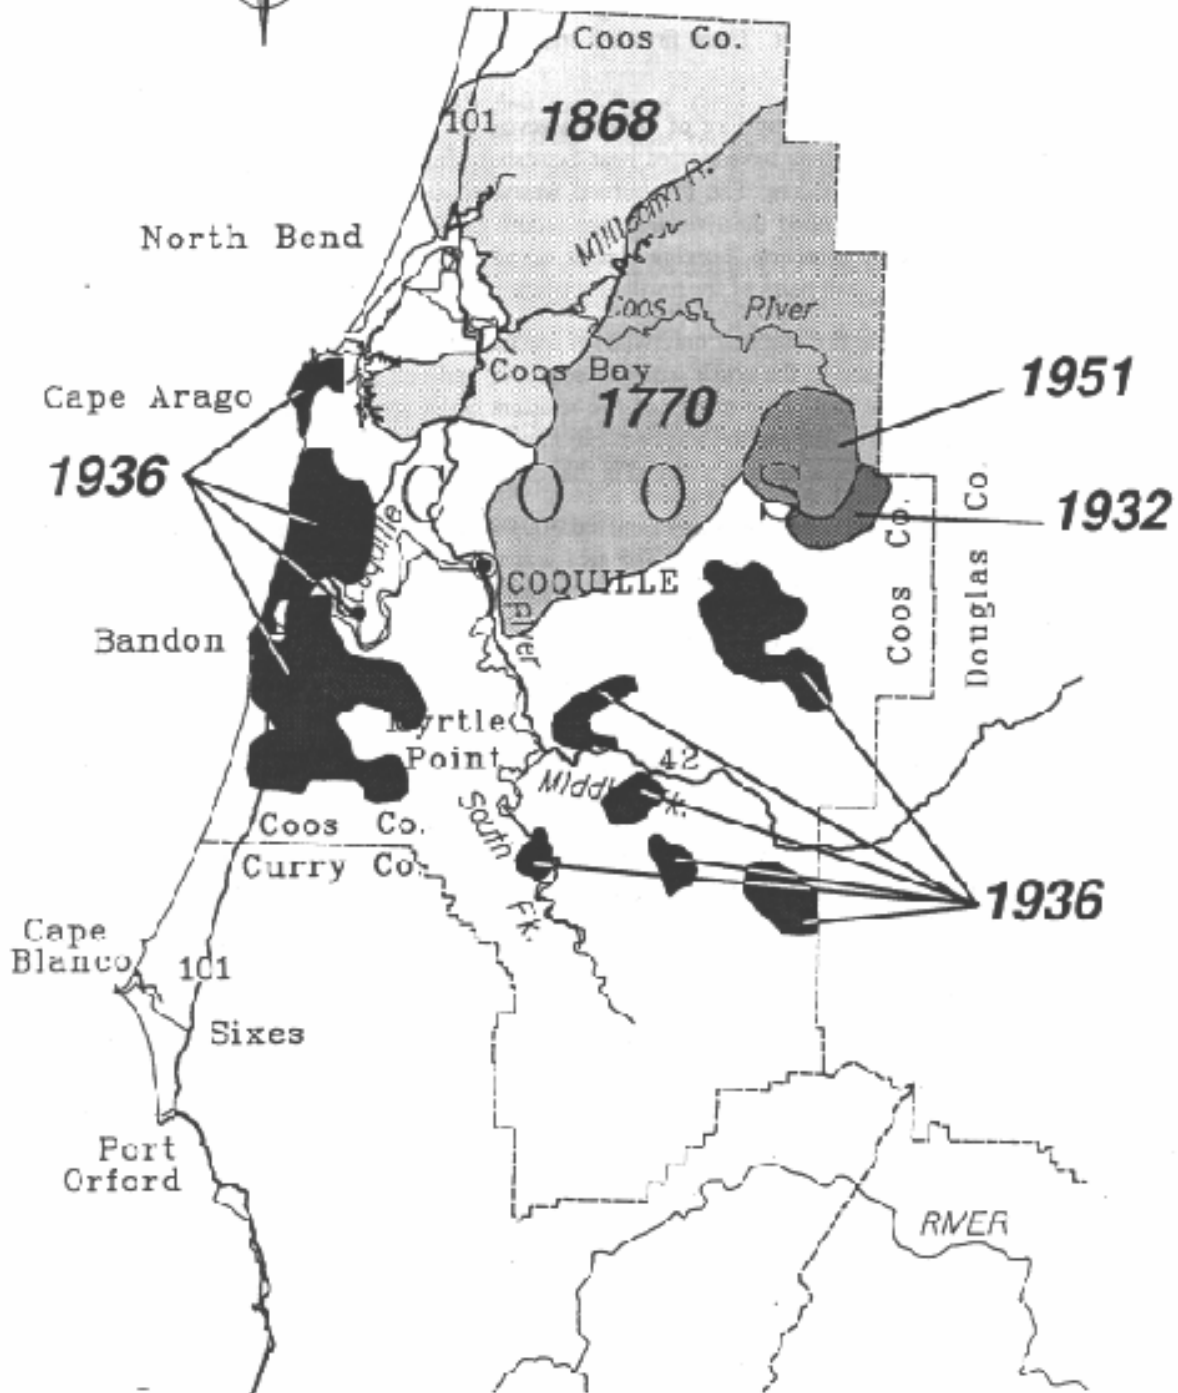 Coos Co.
101
1868
Millicoma R.
North Bend
Coos River
Coos Bay
1951
Cape Arago
1770
1936
1932
COOS
Coquille
COQUILLE
River
Coos Co.
Douglas Co.
Bandon
Myrtle
Point
42
Middle Fk.
South
Fk.
Coos Co.
Curry Co.
1936
Cape
Blanco
101
Sixes
Port
Orford
RIVER